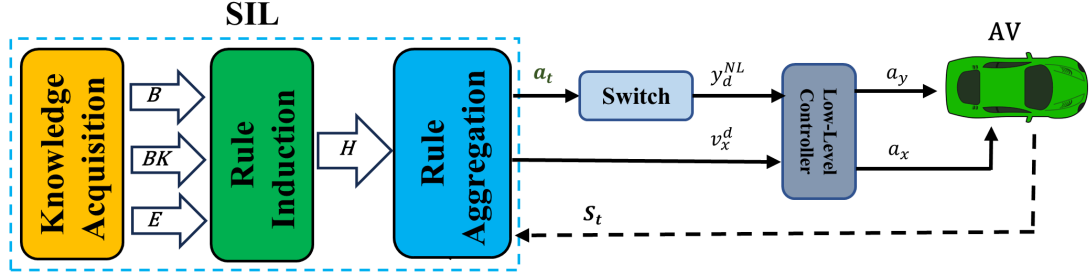 SIL
AV
Knowledge
Acquisition
B
BK
E
Rule
Induction
H
Rule
Aggregation
a_t
Switch
y_d^{NL}
v_x^d
Low-Level
Controller
a_y
a_x
S_t